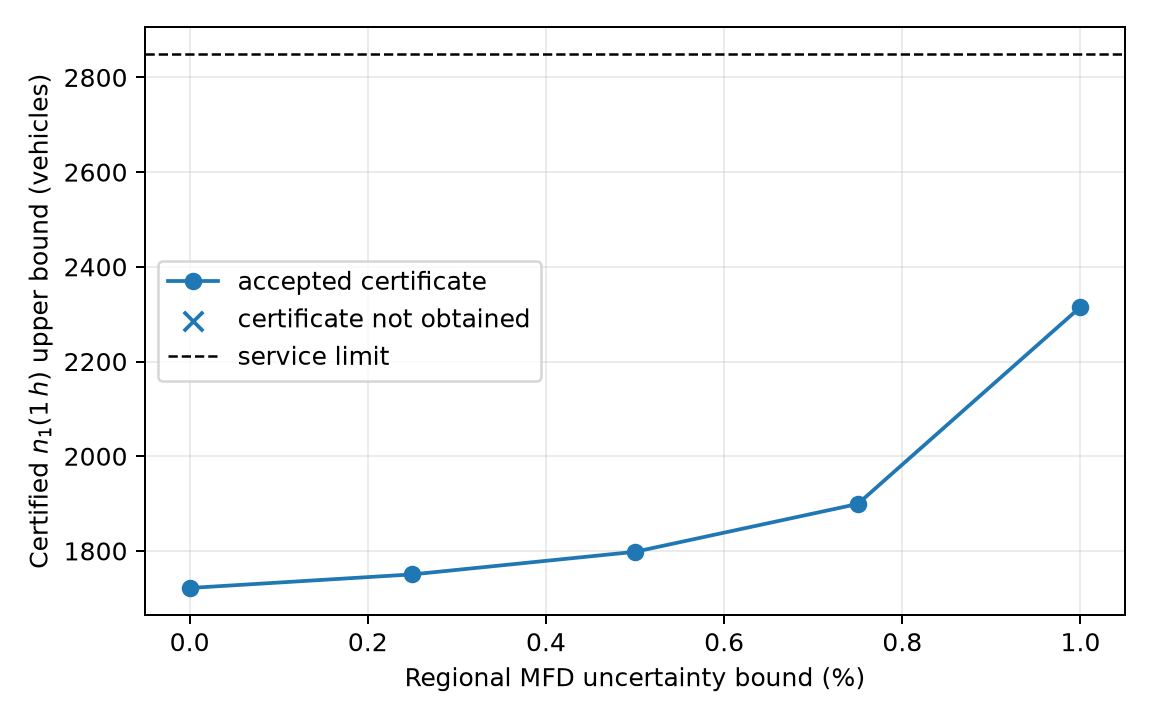 Certified n₁(1 h) upper bound (vehicles)
2800
2600
2400
2200
2000
1800
accepted certificate
certificate not obtained
service limit
0.0 0.2 0.4 0.6 0.8 1.0
Regional MFD uncertainty bound (%)